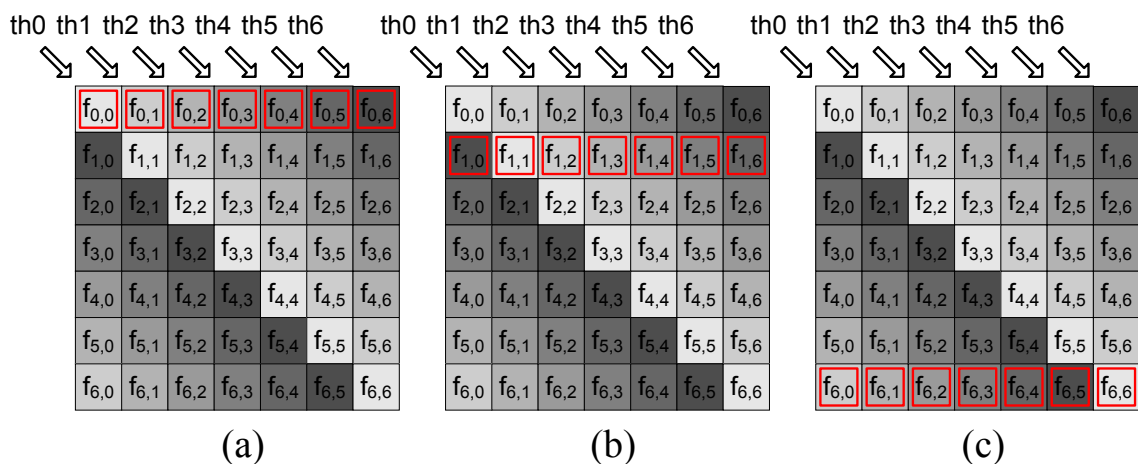 th0 th1 th2 th3 th4 th5 th6 th0 th1 th2 th3 th4 th5 th6 th0 th1 th2 th3 th4 th5 th6
f0,0 f0,1 f0,2 f0,3 f0,4 f0,5 f0,6 f0,0 f0,1 f0,2 f0,3 f0,4 f0,5 f0,6 f0,0 f0,1 f0,2 f0,3 f0,4 f0,5 f0,6
f1,0 f1,1 f1,2 f1,3 f1,4 f1,5 f1,6 f1,0 f1,1 f1,2 f1,3 f1,4 f1,5 f1,6 f1,0 f1,1 f1,2 f1,3 f1,4 f1,5 f1,6
f2,0 f2,1 f2,2 f2,3 f2,4 f2,5 f2,6 f2,0 f2,1 f2,2 f2,3 f2,4 f2,5 f2,6 f2,0 f2,1 f2,2 f2,3 f2,4 f2,5 f2,6
f3,0 f3,1 f3,2 f3,3 f3,4 f3,5 f3,6 f3,0 f3,1 f3,2 f3,3 f3,4 f3,5 f3,6 f3,0 f3,1 f3,2 f3,3 f3,4 f3,5 f3,6
f4,0 f4,1 f4,2 f4,3 f4,4 f4,5 f4,6 f4,0 f4,1 f4,2 f4,3 f4,4 f4,5 f4,6 f4,0 f4,1 f4,2 f4,3 f4,4 f4,5 f4,6
f5,0 f5,1 f5,2 f5,3 f5,4 f5,5 f5,6 f5,0 f5,1 f5,2 f5,3 f5,4 f5,5 f5,6 f5,0 f5,1 f5,2 f5,3 f5,4 f5,5 f5,6
f6,0 f6,1 f6,2 f6,3 f6,4 f6,5 f6,6 f6,0 f6,1 f6,2 f6,3 f6,4 f6,5 f6,6 f6,0 f6,1 f6,2 f6,3 f6,4 f6,5 f6,6
(a) (b) (c)